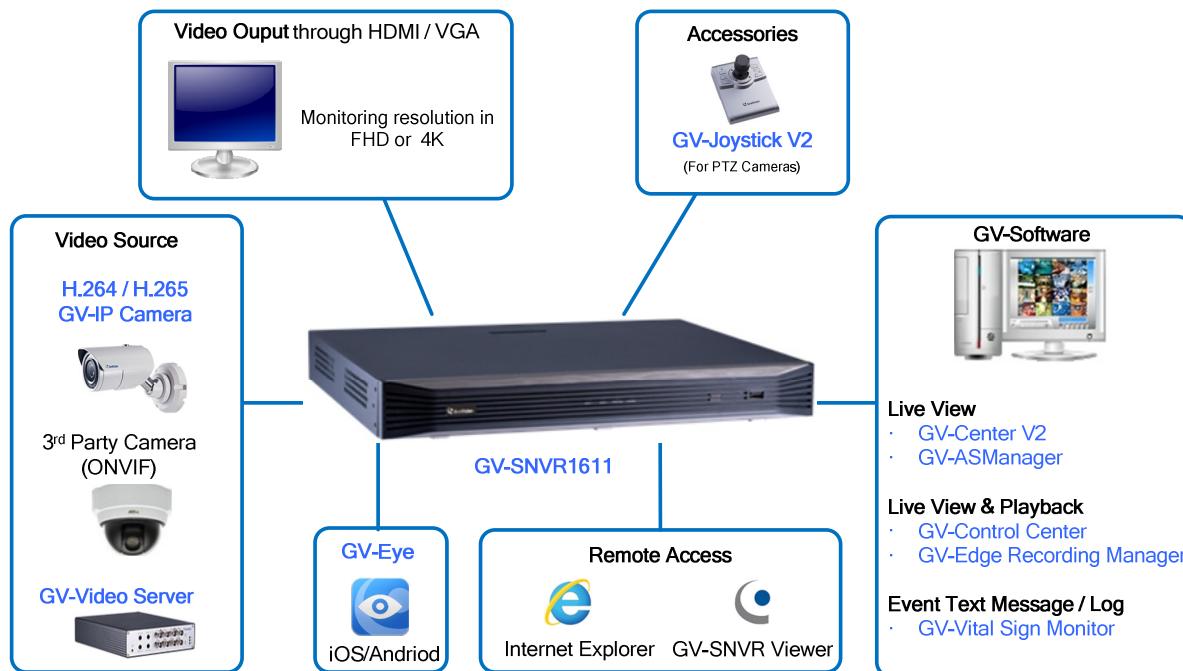 Video Ouput through HDMI / VGA
Monitoring resolution in
FHD or 4K
Accessories
GV-Joystick V2
(For PTZ Cameras)
Video Source
H.264 / H.265
GV-IP Camera
3rd Party Camera
(ONVIF)
GV-Video Server
GV-SNVR1611
GV-Eye
iOS/Andriod
Remote Access
Internet Explorer
GV-SNVR Viewer
GV-Software
Live View
· GV-Center V2
· GV-ASManager
Live View & Playback
· GV-Control Center
· GV-Edge Recording Manager
Event Text Message / Log
· GV-Vital Sign Monitor